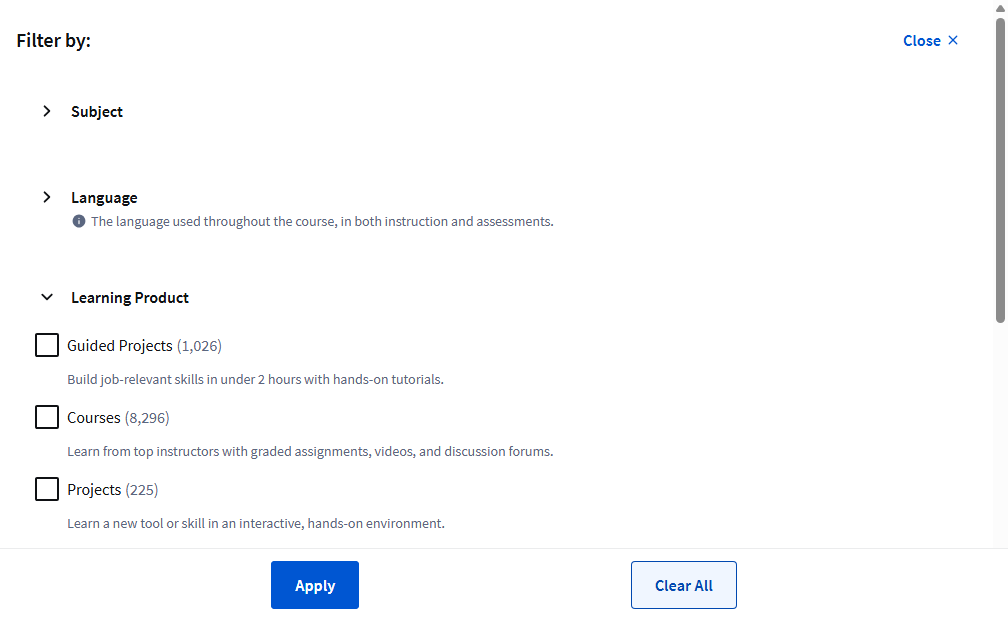 Filter by:
Close ×
Subject
Language
The language used throughout the course, in both instruction and assessments.
Learning Product
Guided Projects (1,026)
Build job-relevant skills in under 2 hours with hands-on tutorials.
Courses (8,296)
Learn from top instructors with graded assignments, videos, and discussion forums.
Projects (225)
Learn a new tool or skill in an interactive, hands-on environment.
Apply
Clear All